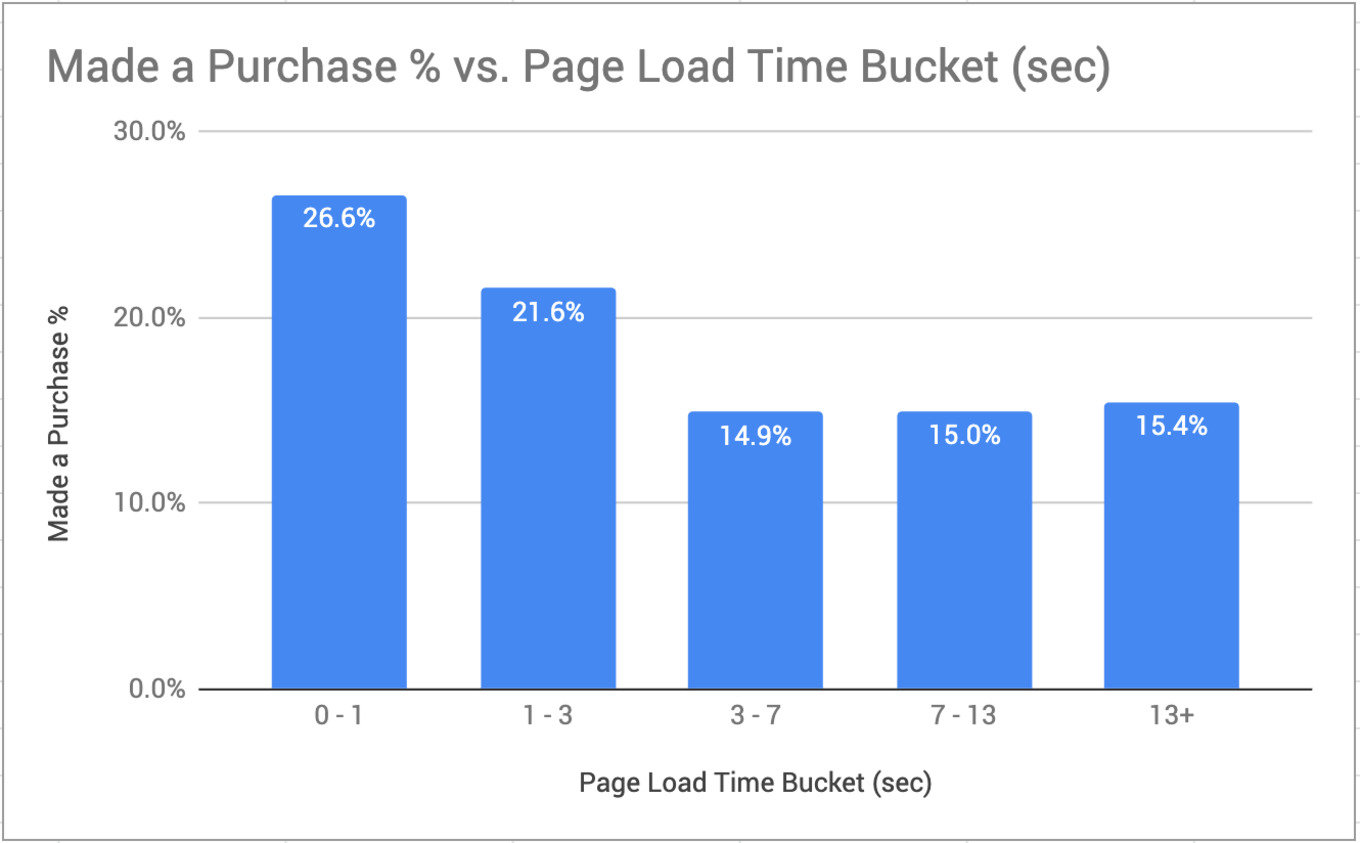 Made a Purchase % vs. Page Load Time Bucket (sec)
30.0%
20.0%
10.0%
0.0%
Made a Purchase %
26.6%
21.6%
14.9%
15.0%
15.4%
0 - 1
1 - 3
3 - 7
7 - 13
13+
Page Load Time Bucket (sec)